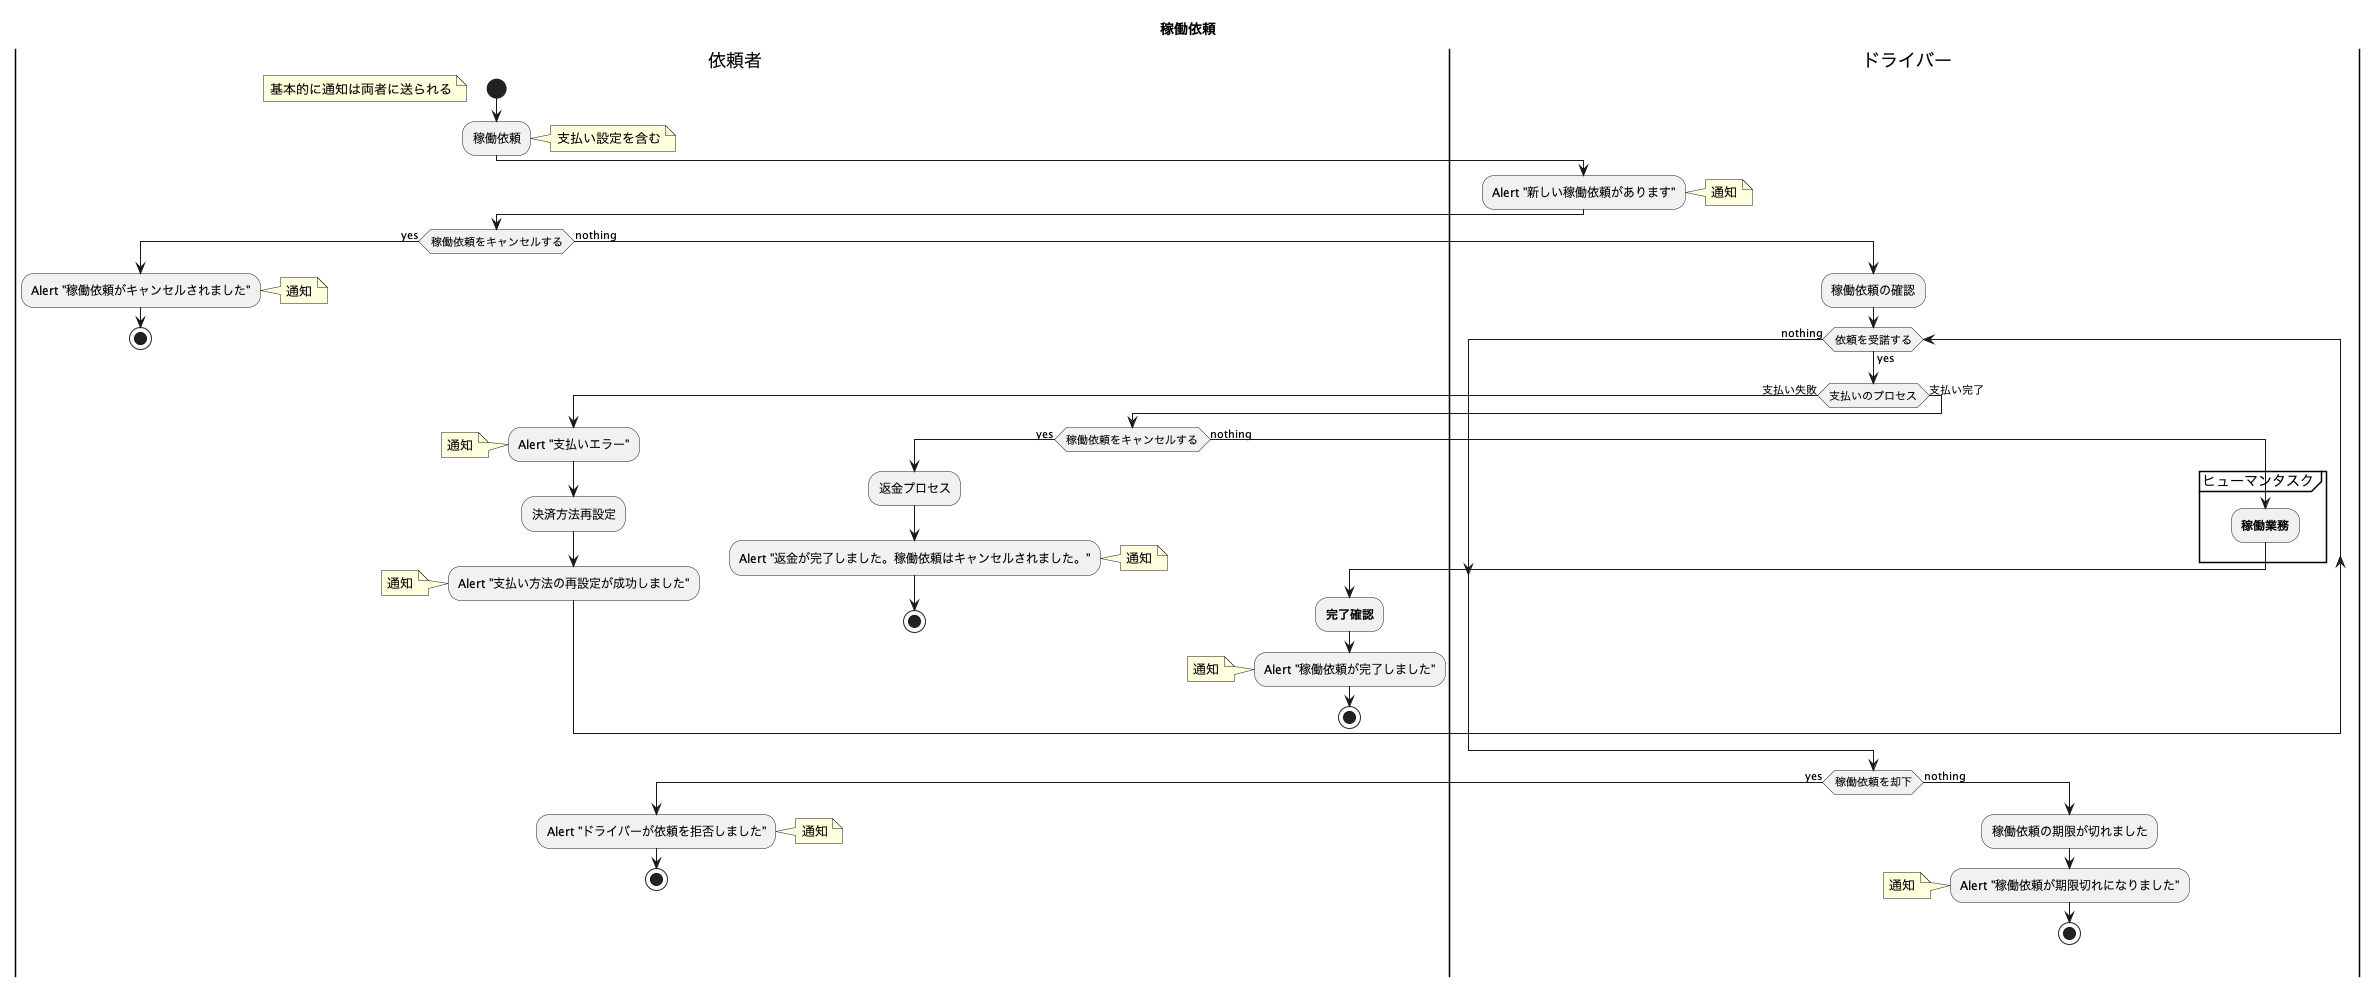 稼働依頼
依頼者
ドライバー
基本的に通知は両者に送られる
稼働依頼
支払い設定を含む
Alert "新しい稼働依頼があります"
通知
yes
稼働依頼をキャンセルする
nothing
Alert "稼働依頼がキャンセルされました"
通知
稼働依頼の確認
nothing
依頼を受諾する
yes
支払い失敗
支払いのプロセス
支払い完了
通知
Alert "支払いエラー"
yes
稼働依頼をキャンセルする
nothing
返金プロセス
ヒューマンタスク
決済方法再設定
稼働業務
Alert "返金が完了しました。稼働依頼はキャンセルされました。"
通知
通知
Alert "支払い方法の再設定が成功しました"
完了確認
通知
Alert "稼働依頼が完了しました"
yes
稼働依頼を却下
nothing
Alert "ドライバーが依頼を拒否しました"
通知
稼働依頼の期限が切れました
通知
Alert "稼働依頼が期限切れになりました"